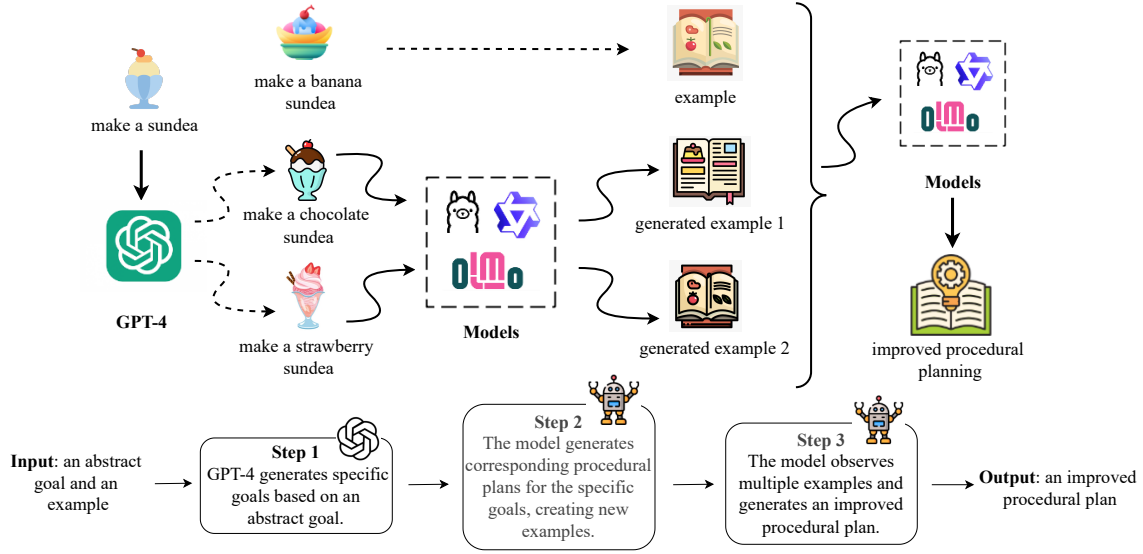 make a sundea
make a banana
sundea
example
make a chocolate
sundea
generated example 1
GPT-4
make a strawberry
sundea
OLMo
Models
generated example 2
OLMo
Models
improved procedural
planning
Input: an abstract
goal and an
example
Step 1
GPT-4 generates specific
goals based on an
abstract goal.
Step 2
The model generates
corresponding procedural
plans for the specific
goals, creating new
examples.
Step 3
The model observes
multiple examples and
generates an improved
procedural plan.
Output: an improved
procedural plan